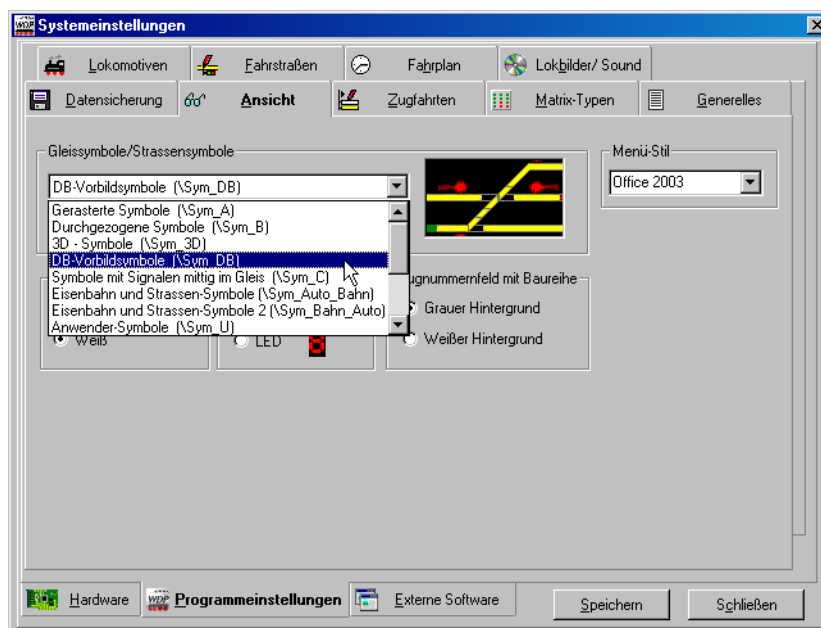 Systemeinstellungen
Lokomotiven
Fahrstraßen
Fahrplan
Lokbilder/ Sound
Datensicherung
Ansicht
Zugfahrten
Matrix-Typen
Generelles
Gleissymbole/Strassensymbole
Menü-Stil
DB-Vorbildsymbole (\Sym_DB)
Office 2003
Gerasterte Symbole (\Sym_A)
Durchgezogene Symbole (\Sym_B)
3D - Symbole (\Sym_3D)
DB-Vorbildsymbole (\Sym_DB)
Symbole mit Signalen mittig im Gleis (\Sym_C)
Eisenbahn und Strassen-Symbole (\Sym_Auto_Bahn)
Eisenbahn und Strassen-Symbole 2 (\Sym_Bahn_Auto)
Anwender-Symbole (\Sym_U)
ugnummernfeld mit Baureihe
Grauer Hintergrund
Weiß
LED
Weißer Hintergrund
Hardware
WDP
Programmeinstellungen
Externe Software
Speichern
Schließen